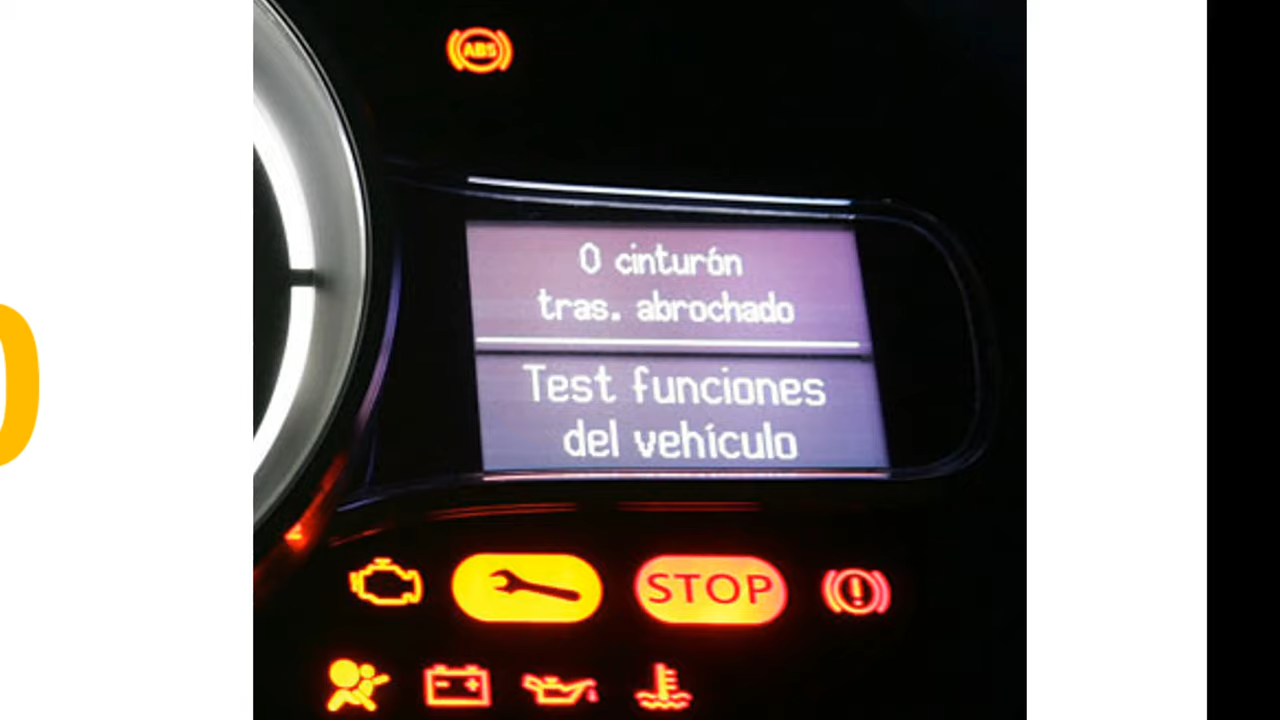 ABS
0 cinturón
tras. abrochado
Test funciones
del vehículo
STOP